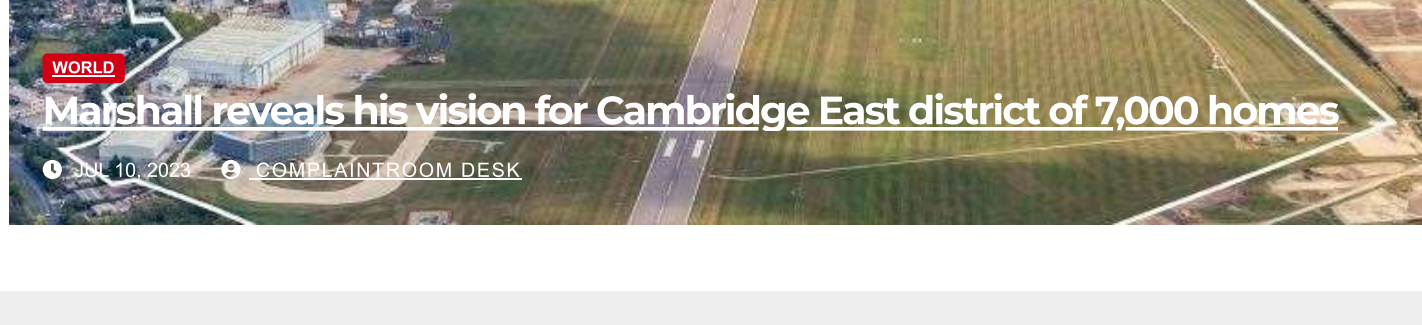 WORLD
Marshall reveals his vision for Cambridge East district of 7,000 homes
JUL 10, 2023 COMPLAINTROOM DESK